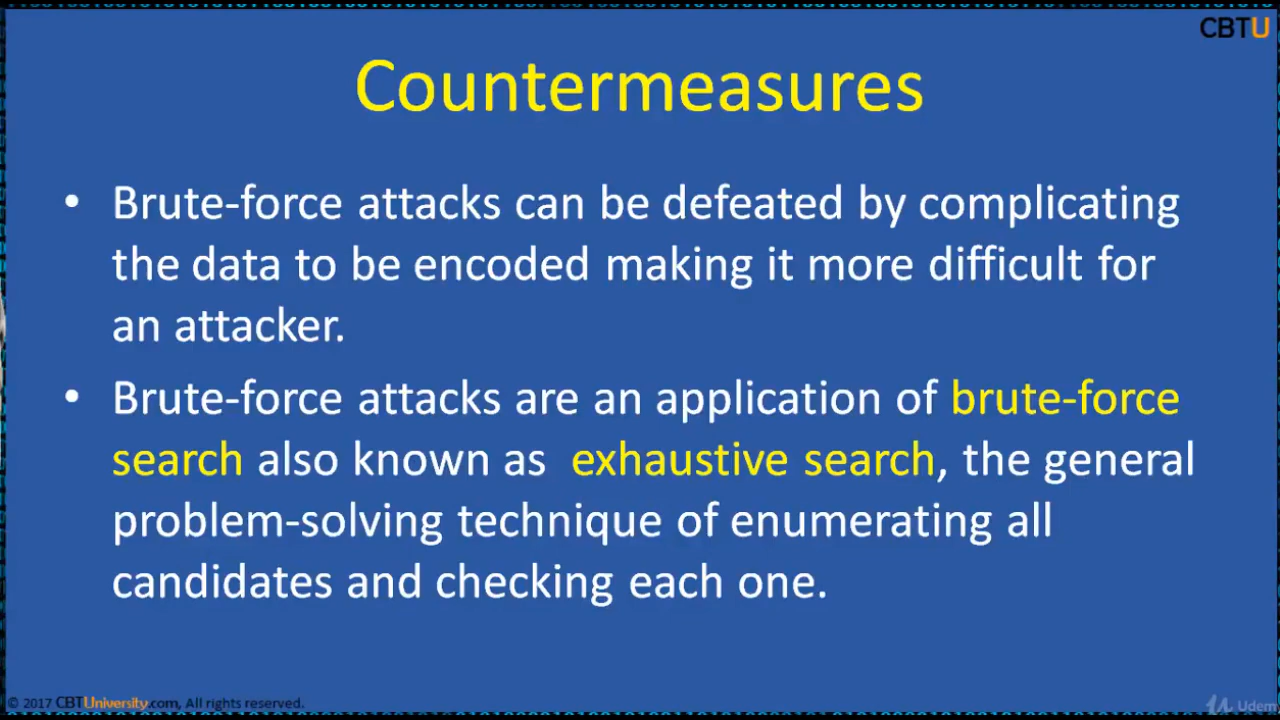 CBTU
Countermeasures
• Brute-force attacks can be defeated by complicating
the data to be encoded making it more difficult for
an attacker.
• Brute-force attacks are an application of brute-force
search also known as exhaustive search, the general
problem-solving technique of enumerating all
candidates and checking each one.
© 2017 CBTUniversity.com, All rights reserved.
Udem